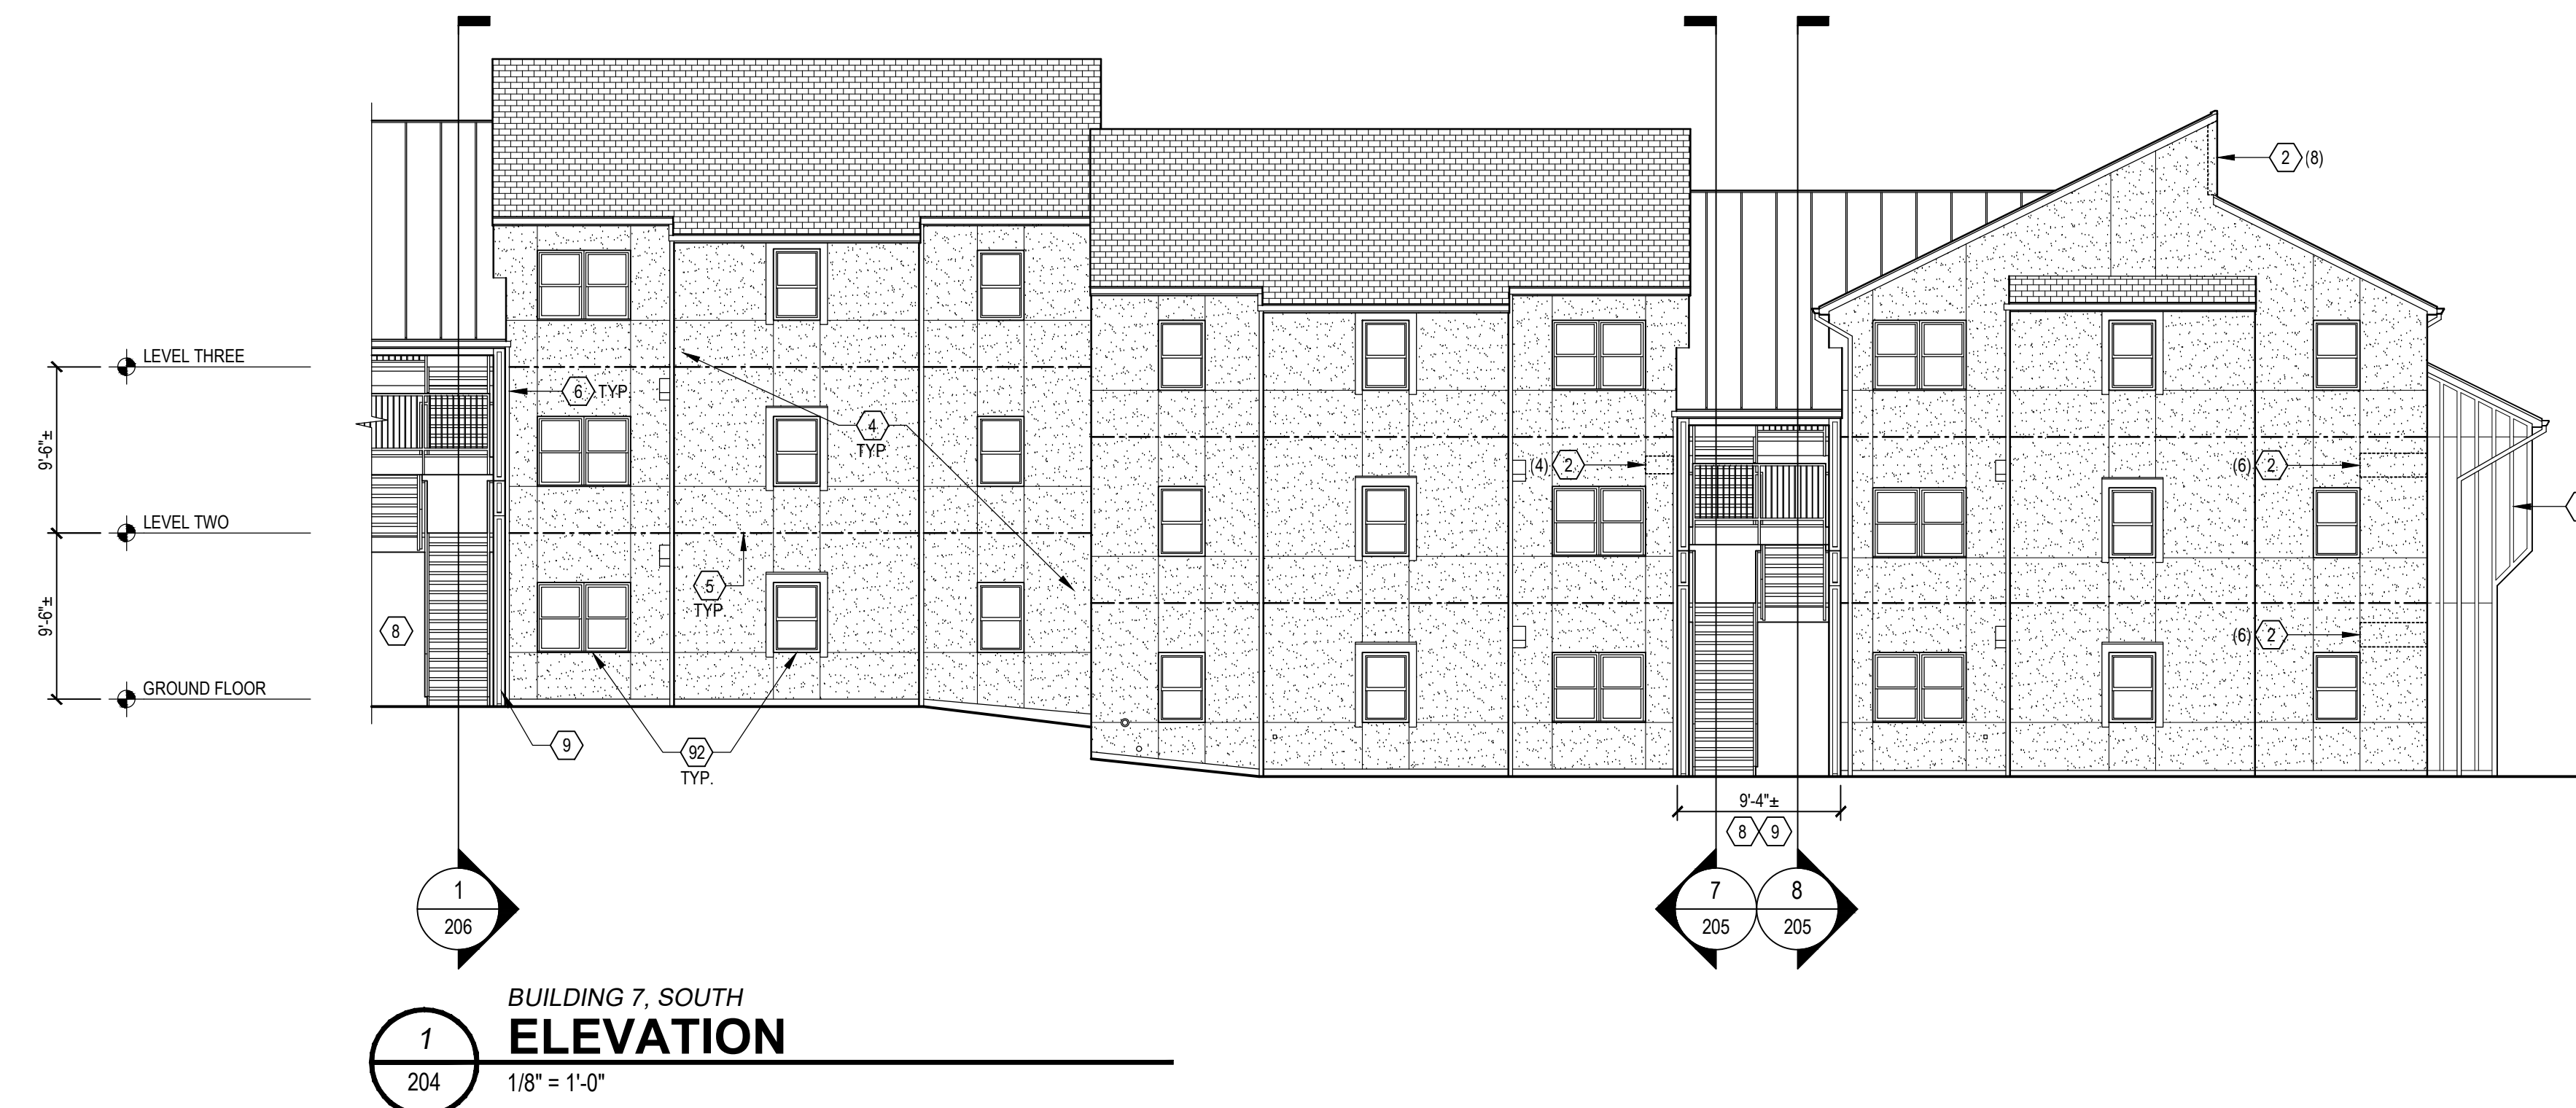 2 (8)
LEVEL THREE
6 TYP.
4
TYP
9'-6"±
(4) 2
(6) 2
LEVEL TWO
5
TYP.
9'-6"±
8
(6) 2
GROUND FLOOR
9
92
TYP.
9'-4"±
8 9
1
206
7
205
8
205
BUILDING 7, SOUTH
1
ELEVATION
204
1/8" = 1'-0"